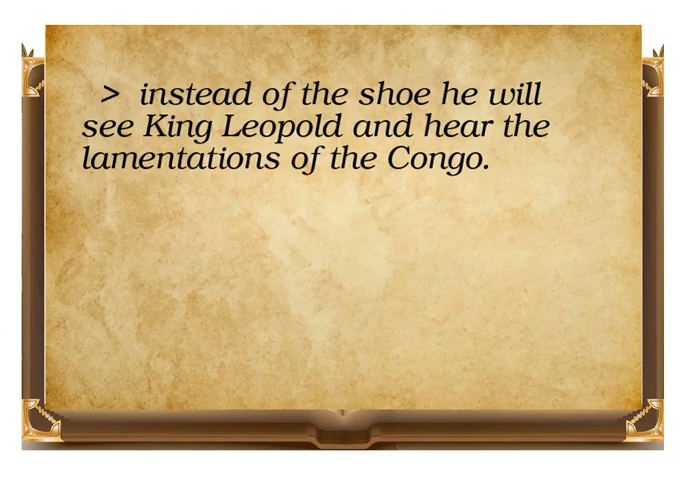 > instead of the shoe he will
see King Leopold and hear the
lamentations of the Congo.